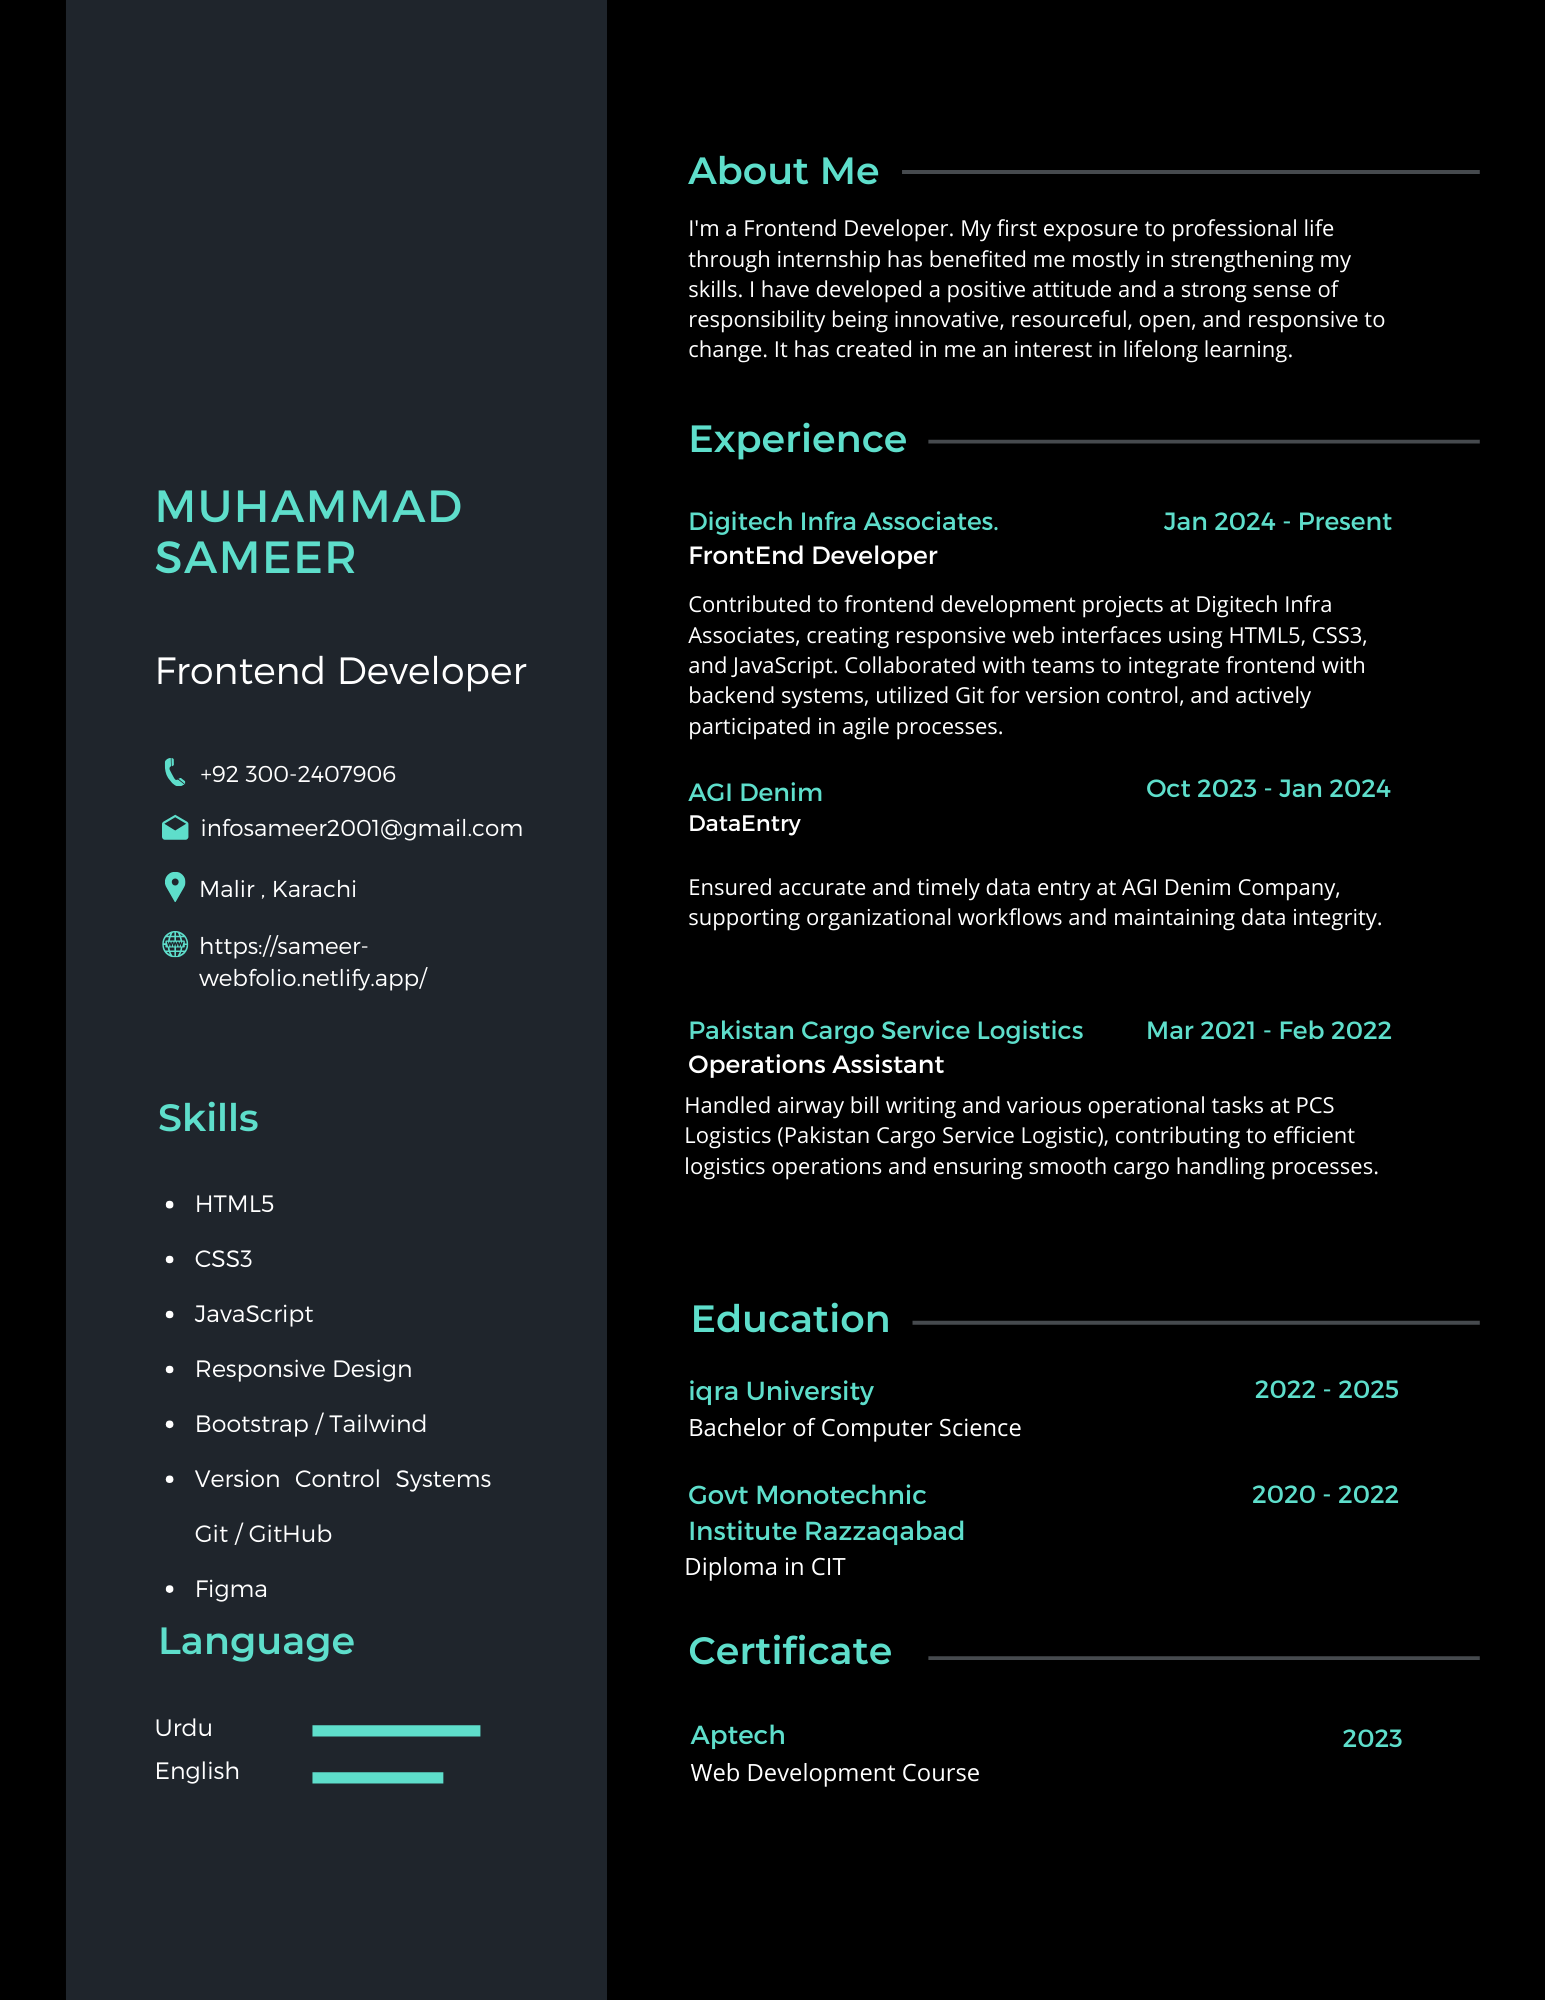 MUHAMMAD
SAMEER
Frontend Developer
+92 300-2407906
infosameer2001@gmail.com
Malir , Karachi
https://sameer-
webfolio.netlify.app/
Skills
• HTML5
• CSS3
• JavaScript
• Responsive Design
• Bootstrap / Tailwind
• Version Control Systems
Git / GitHub
• Figma
Language
Urdu
English
About Me
I'm a Frontend Developer. My first exposure to professional life
through internship has benefited me mostly in strengthening my
skills. I have developed a positive attitude and a strong sense of
responsibility being innovative, resourceful, open, and responsive to
change. It has created in me an interest in lifelong learning.
Experience
Digitech Infra Associates. Jan 2024 - Present
FrontEnd Developer
Contributed to frontend development projects at Digitech Infra
Associates, creating responsive web interfaces using HTML5, CSS3,
and JavaScript. Collaborated with teams to integrate frontend with
backend systems, utilized Git for version control, and actively
participated in agile processes.
AGI Denim Oct 2023 - Jan 2024
DataEntry
Ensured accurate and timely data entry at AGI Denim Company,
supporting organizational workflows and maintaining data integrity.
Pakistan Cargo Service Logistics Mar 2021 - Feb 2022
Operations Assistant
Handled airway bill writing and various operational tasks at PCS
Logistics (Pakistan Cargo Service Logistic), contributing to efficient
logistics operations and ensuring smooth cargo handling processes.
Education
iqra University 2022 - 2025
Bachelor of Computer Science
Govt Monotechnic 2020 - 2022
Institute Razzaqabad
Diploma in CIT
Certificate
Aptech 2023
Web Development Course